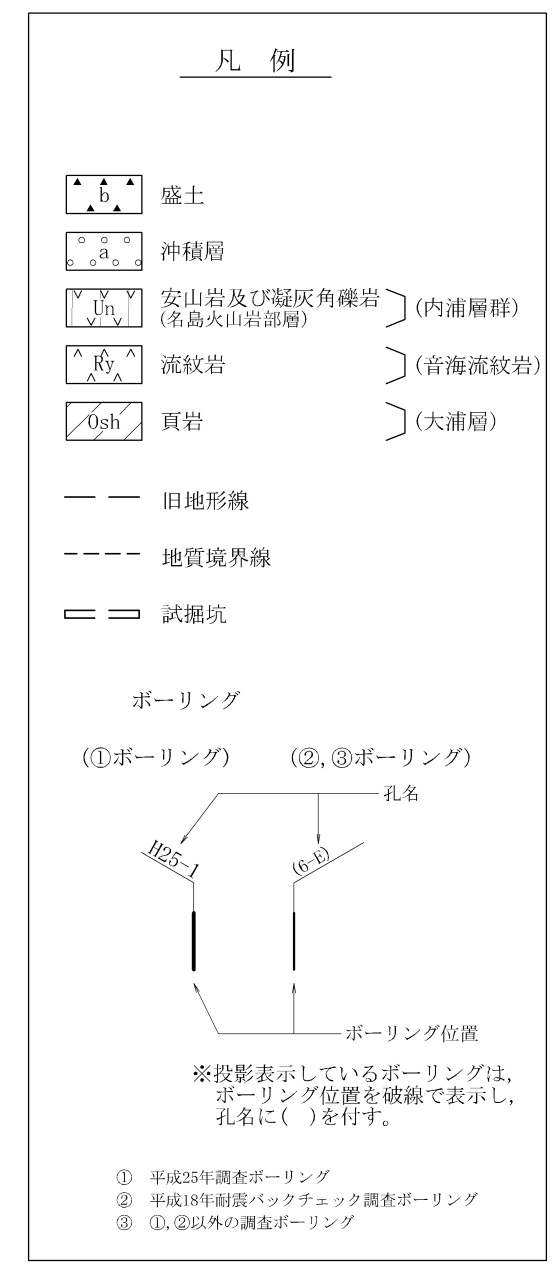 凡 例
b 盛土
a 沖積層
Un 安山岩及び凝灰角礫岩 (内浦層群)
(名島火山岩部層)
Ry 流紋岩 (音海流紋岩)
Osh 頁岩 (大浦層)
旧地形線
地質境界線
試掘坑
ボーリング
(①ボーリング) (②,③ボーリング)
孔名
H25-1 (6-E)
ボーリング位置
※投影表示しているボーリングは,
ボーリング位置を破線で表示し,
孔名に( )を付す。
① 平成25年調査ボーリング
② 平成18年耐震バックチェック調査ボーリング
③ ①,②以外の調査ボーリング